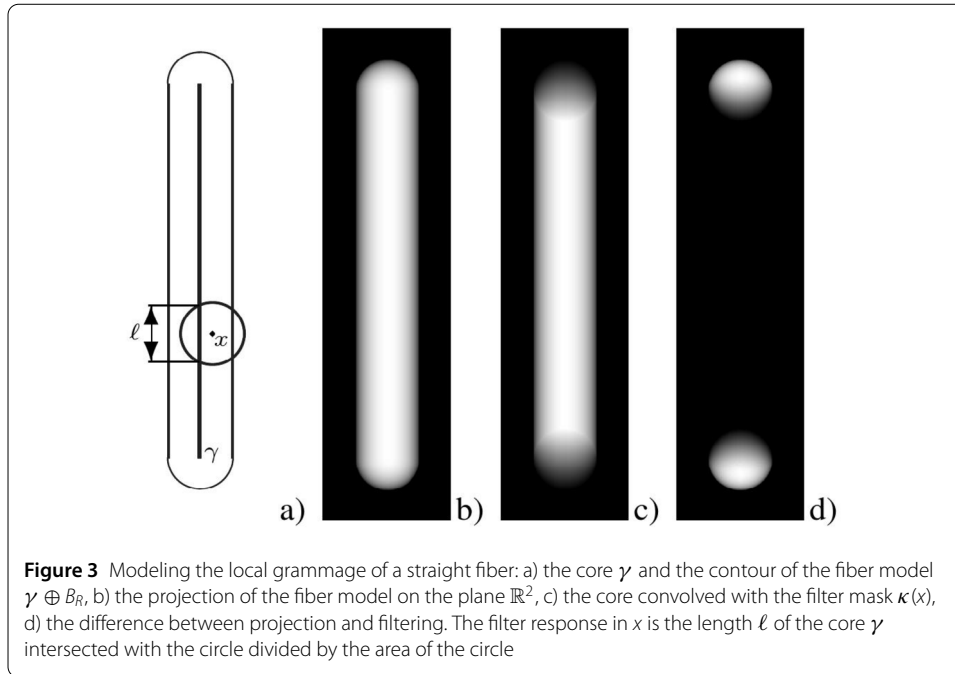 ℓ
x
γ
a) b) c) d)
Figure 3 Modeling the local grammage of a straight fiber: a) the core γ and the contour of the fiber model
γ ⊕ B_R, b) the projection of the fiber model on the plane ℝ², c) the core convolved with the filter mask κ(x),
d) the difference between projection and filtering. The filter response in x is the length ℓ of the core γ
intersected with the circle divided by the area of the circle